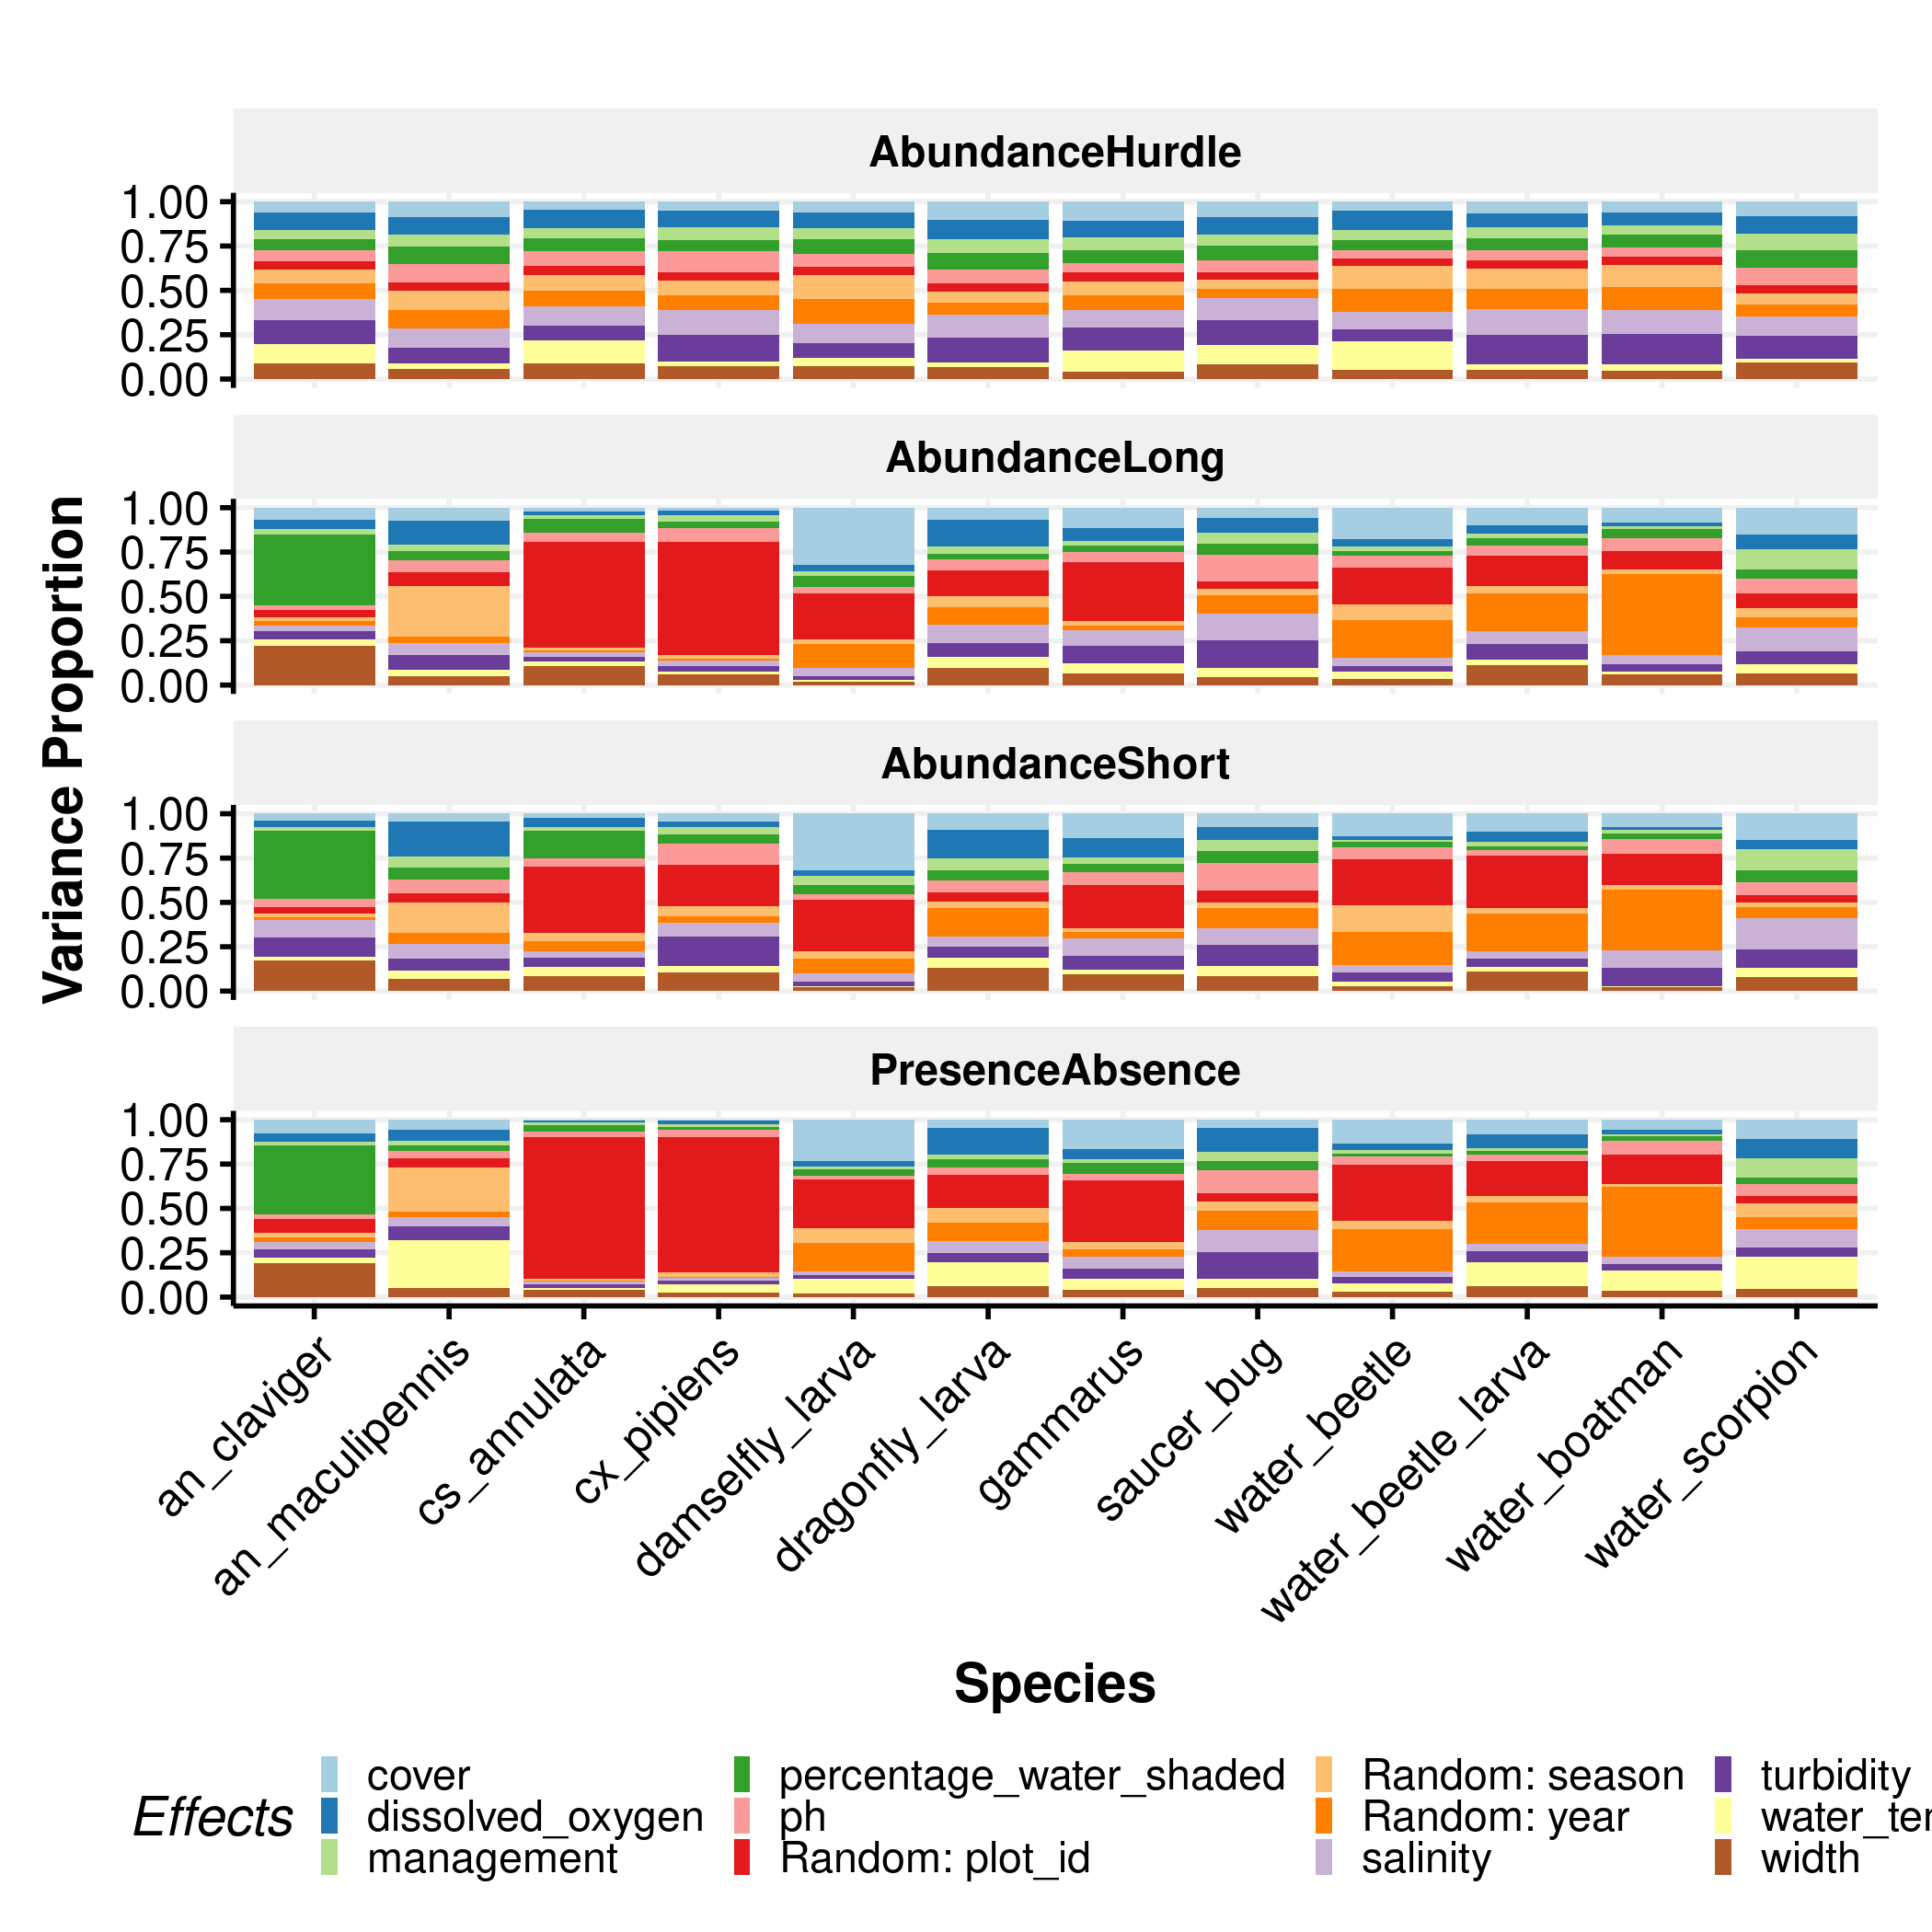 AbundanceHurdle
1.00
0.75
0.50
0.25
0.00
AbundanceLong
1.00
0.75
0.50
0.25
0.00
AbundanceShort
1.00
0.75
0.50
0.25
0.00
PresenceAbsence
1.00
0.75
0.50
0.25
0.00
Variance Proportion
an_claviger
an_maculipennis
cs_annulata
cx_pipiens
damselfly_larva
dragonfly_larva
gammarus
saucer_bug
water_beetle
water_beetle_larva
water_boatman
water_scorpion
Species
Effects
cover
dissolved_oxygen
management
percentage_water_shaded
ph
Random: plot_id
Random: season
Random: year
salinity
turbidity
water_ter
width